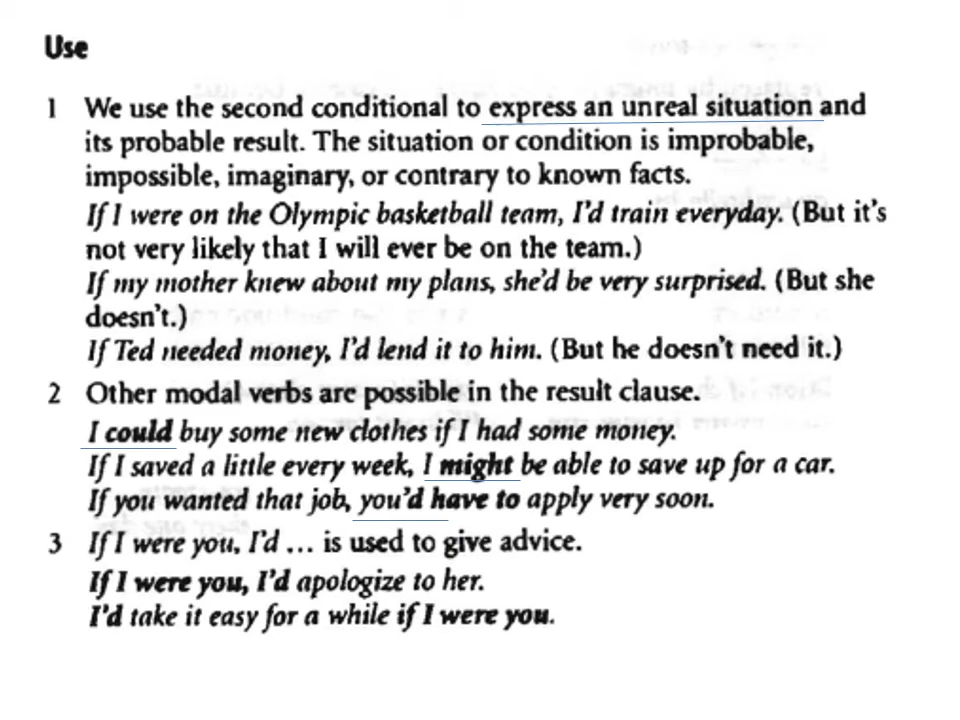 Use
1 We use the second conditional to express an unreal situation and
its probable result. The situation or condition is improbable,
impossible, imaginary, or contrary to known facts.
If I were on the Olympic basketball team, I'd train everyday. (But it's
not very likely that I will ever be on the team.)
If my mother knew about my plans, she'd be very surprised. (But she
doesn't.)
If Ted needed money, I'd lend it to him. (But he doesn't need it.)
2 Other modal verbs are possible in the result clause.
I could buy some new clothes if I had some money.
If I saved a little every week, I might be able to save up for a car.
If you wanted that job, you'd have to apply very soon.
3 If I were you, I'd ... is used to give advice.
If I were you, I'd apologize to her.
I'd take it easy for a while if I were you.